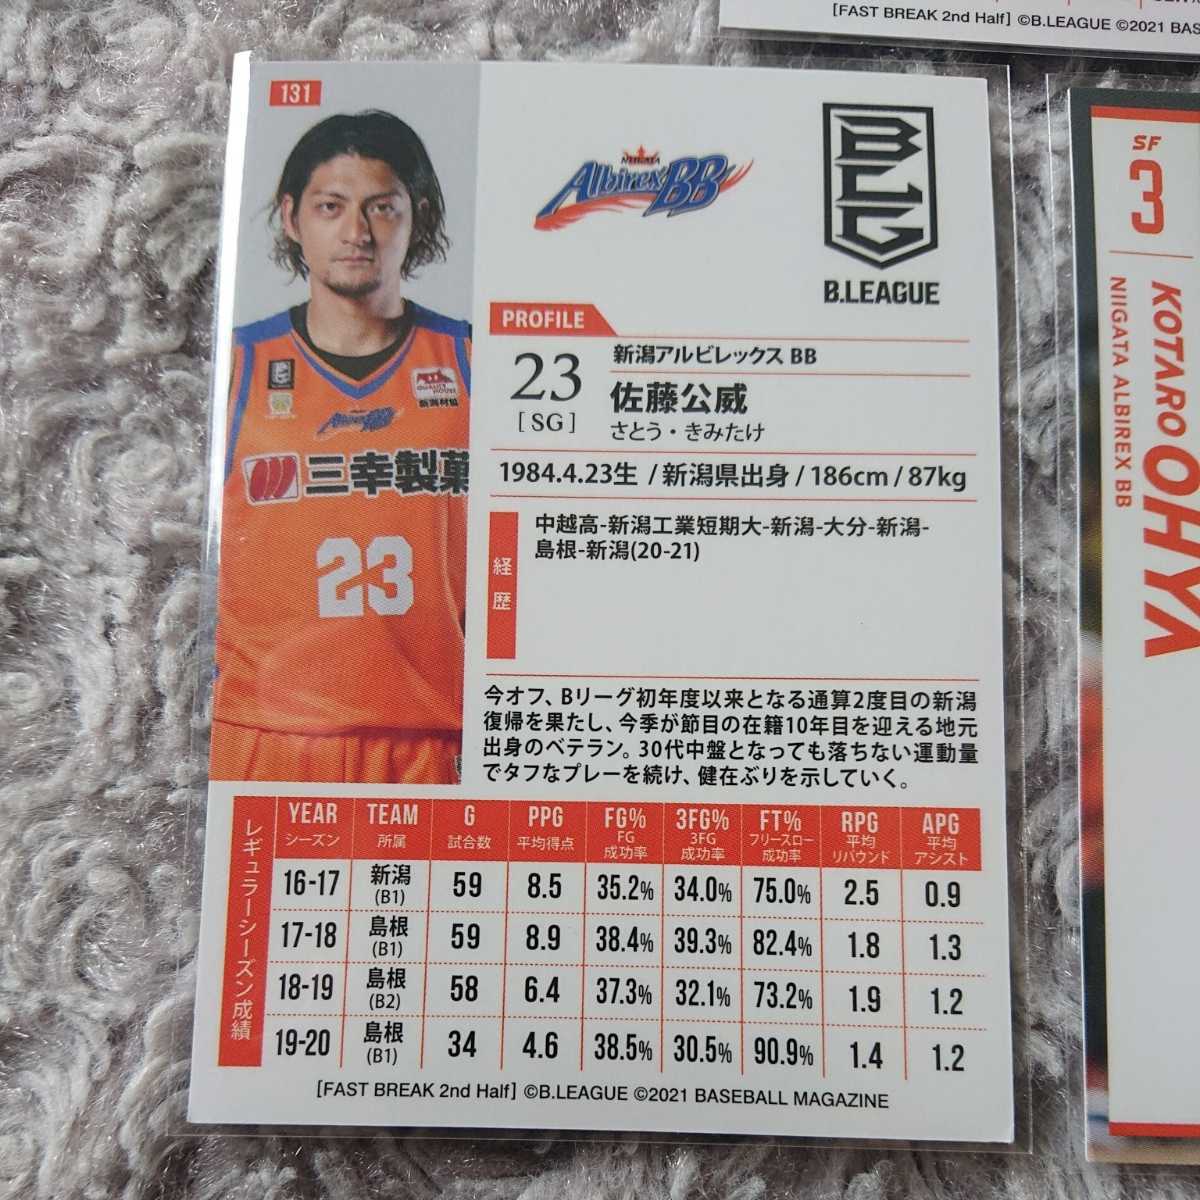 [FAST BREAK 2nd Half] ©B.LEAGUE ©2021 BAS
131
NIIGATA
Albirex BB
B.LEAGUE
PROFILE
23
[SG]
新潟アルビレックス BB
佐藤公威
さとう・きみたけ
1984.4.23生 / 新潟県出身 / 186cm / 87kg
経歴
中越高-新潟工業短期大-新潟-大分-新潟-
島根-新潟(20-21)
三幸製菓
23
今オフ、Bリーグ初年度以来となる通算2度目の新潟
復帰を果たし、今季が節目の在籍10年目を迎える地元
出身のベテラン。30代中盤となっても落ちない運動量
でタフなプレーを続け、健在ぶりを示していく。
レギュラーシーズン成績
YEAR TEAM G PPG FG% 3FG% FT% RPG APG
シーズン 所属 試合数 平均得点 FG成功率 3FG成功率 フリースロー成功率 平均リバウンド 平均アシスト
16-17 新潟(B1) 59 8.5 35.2% 34.0% 75.0% 2.5 0.9
17-18 島根(B1) 59 8.9 38.4% 39.3% 82.4% 1.8 1.3
18-19 島根(B2) 58 6.4 37.3% 32.1% 73.2% 1.9 1.2
19-20 島根(B1) 34 4.6 38.5% 30.5% 90.9% 1.4 1.2
[FAST BREAK 2nd Half] ©B.LEAGUE ©2021 BASEBALL MAGAZINE
SF
3
KOTARO OHYA
NIIGATA ALBIREX BB